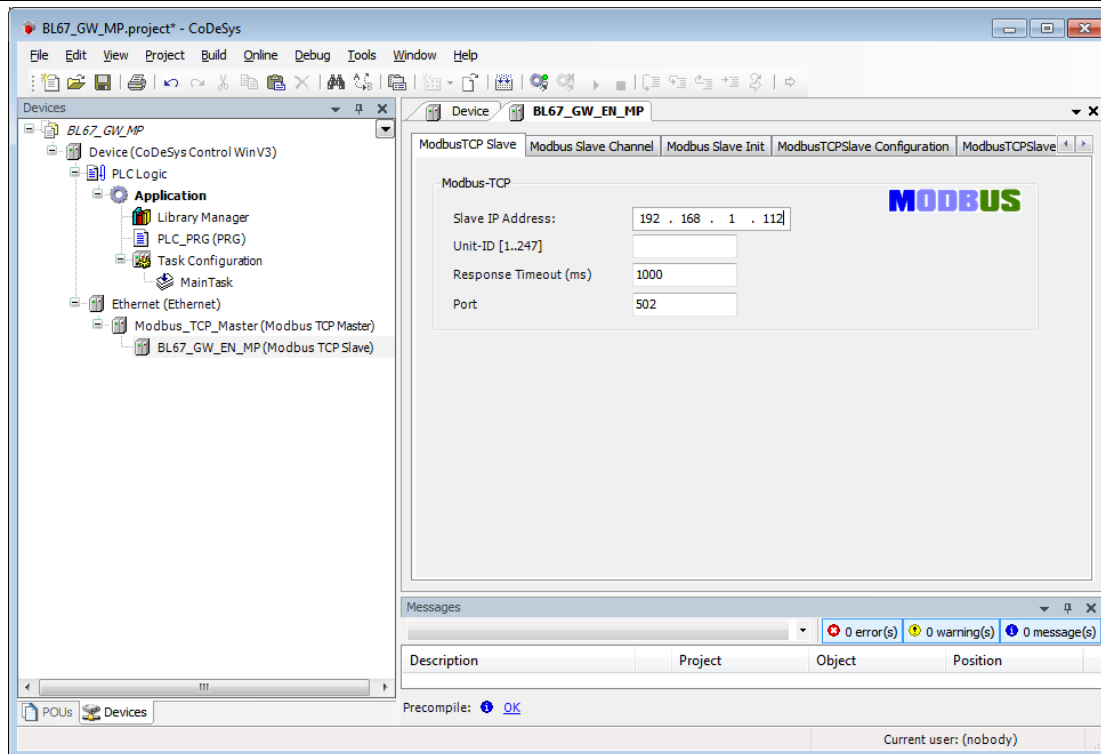 BL67_GW_MP.project* - CoDeSys
File Edit View Project Build Online Debug Tools Window Help
Devices
BL67_GW_MP
Device (CoDeSys Control Win V3)
PLC Logic
Application
Library Manager
PLC_PRG (PRG)
Task Configuration
MainTask
Ethernet (Ethernet)
Modbus_TCP_Master (Modbus TCP Master)
BL67_GW_EN_MP (Modbus TCP Slave)
POUs Devices
Device BL67_GW_EN_MP
ModbusTCP Slave Modbus Slave Channel Modbus Slave Init ModbusTCPSlave Configuration ModbusTCPSlave
Modbus-TCP
MODBUS
Slave IP Address: 192 . 168 . 1 . 112
Unit-ID [1..247]
Response Timeout (ms) 1000
Port 502
Messages
0 error(s) 0 warning(s) 0 message(s)
Description Project Object Position
Precompile: OK
Current user: (nobody)